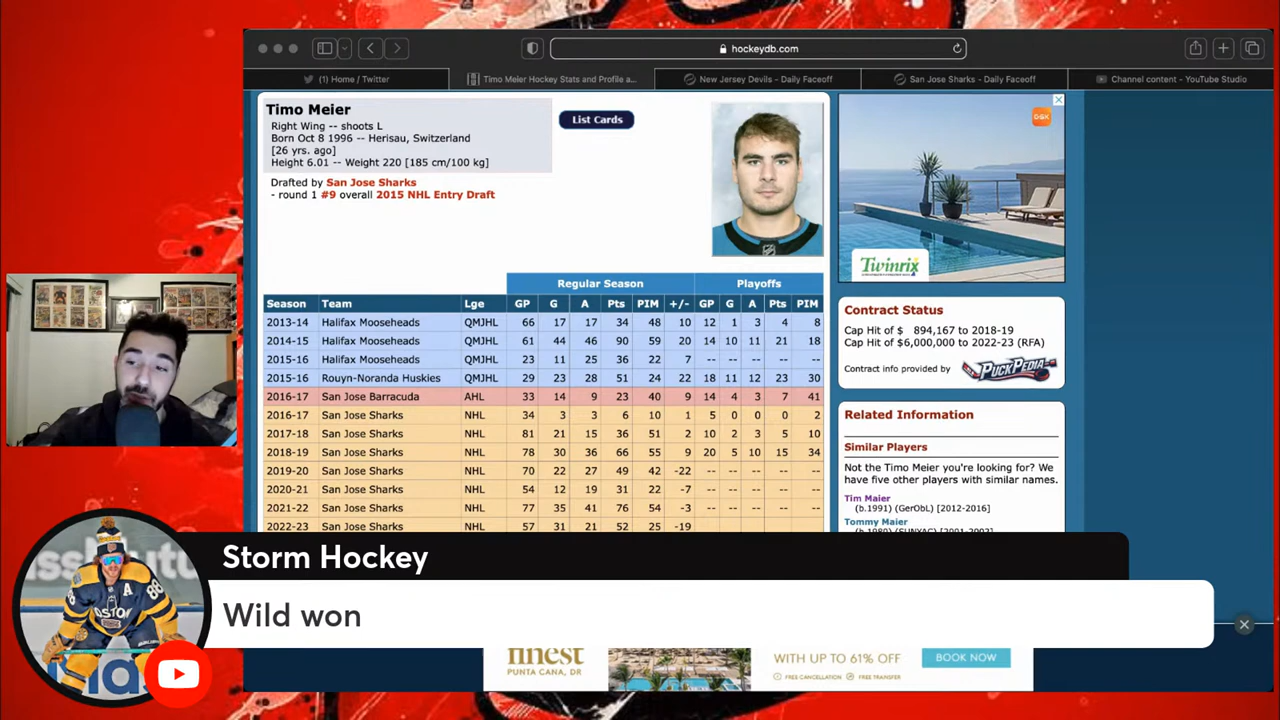 hockeydb.com
(1) Home / Twitter
Timo Meier Hockey Stats and Profile a...
New Jersey Devils - Daily Faceoff
San Jose Sharks - Daily Faceoff
Channel content - YouTube Studio
Timo Meier
Right Wing -- shoots L
Born Oct 8 1996 -- Herisau, Switzerland
[26 yrs. ago]
Height 6.01 -- Weight 220 [185 cm/100 kg]
Drafted by San Jose Sharks
- round 1 #9 overall 2015 NHL Entry Draft
List Cards
Regular Season Playoffs
Season Team Lge GP G A Pts PIM +/- GP G A Pts PIM
2013-14 Halifax Mooseheads QMJHL 66 17 17 34 48 10 12 1 3 4 8
2014-15 Halifax Mooseheads QMJHL 61 44 46 90 59 20 14 10 11 21 18
2015-16 Halifax Mooseheads QMJHL 23 11 25 36 22 7 -- -- -- -- --
2015-16 Rouyn-Noranda Huskies QMJHL 29 23 28 51 24 22 18 11 12 23 30
2016-17 San Jose Barracuda AHL 33 14 9 23 40 9 14 4 3 7 41
2016-17 San Jose Sharks NHL 34 3 3 6 10 1 5 0 0 0 2
2017-18 San Jose Sharks NHL 81 21 15 36 51 2 10 2 3 5 10
2018-19 San Jose Sharks NHL 78 30 36 66 55 9 20 5 10 15 34
2019-20 San Jose Sharks NHL 70 22 27 49 42 -22 -- -- -- -- --
2020-21 San Jose Sharks NHL 54 12 19 31 22 -7 -- -- -- -- --
2021-22 San Jose Sharks NHL 77 35 41 76 54 -3 -- -- -- -- --
2022-23 San Jose Sharks NHL 57 31 21 52 25 -19
Twinrix
Contract Status
Cap Hit of $ 894,167 to 2018-19
Cap Hit of $6,000,000 to 2022-23 (RFA)
Contract info provided by
PUCKPEDIA
Related Information
Similar Players
Not the Timo Meier you're looking for? We
have five other players with similar names.
Tim Maier
(b.1991) (GerObL) [2012-2016]
Tommy Maier
Storm Hockey
Wild won
finest
PUNTA CANA, DR
WITH UP TO 61% OFF
FREE CANCELLATION FREE TRANSFER
BOOK NOW